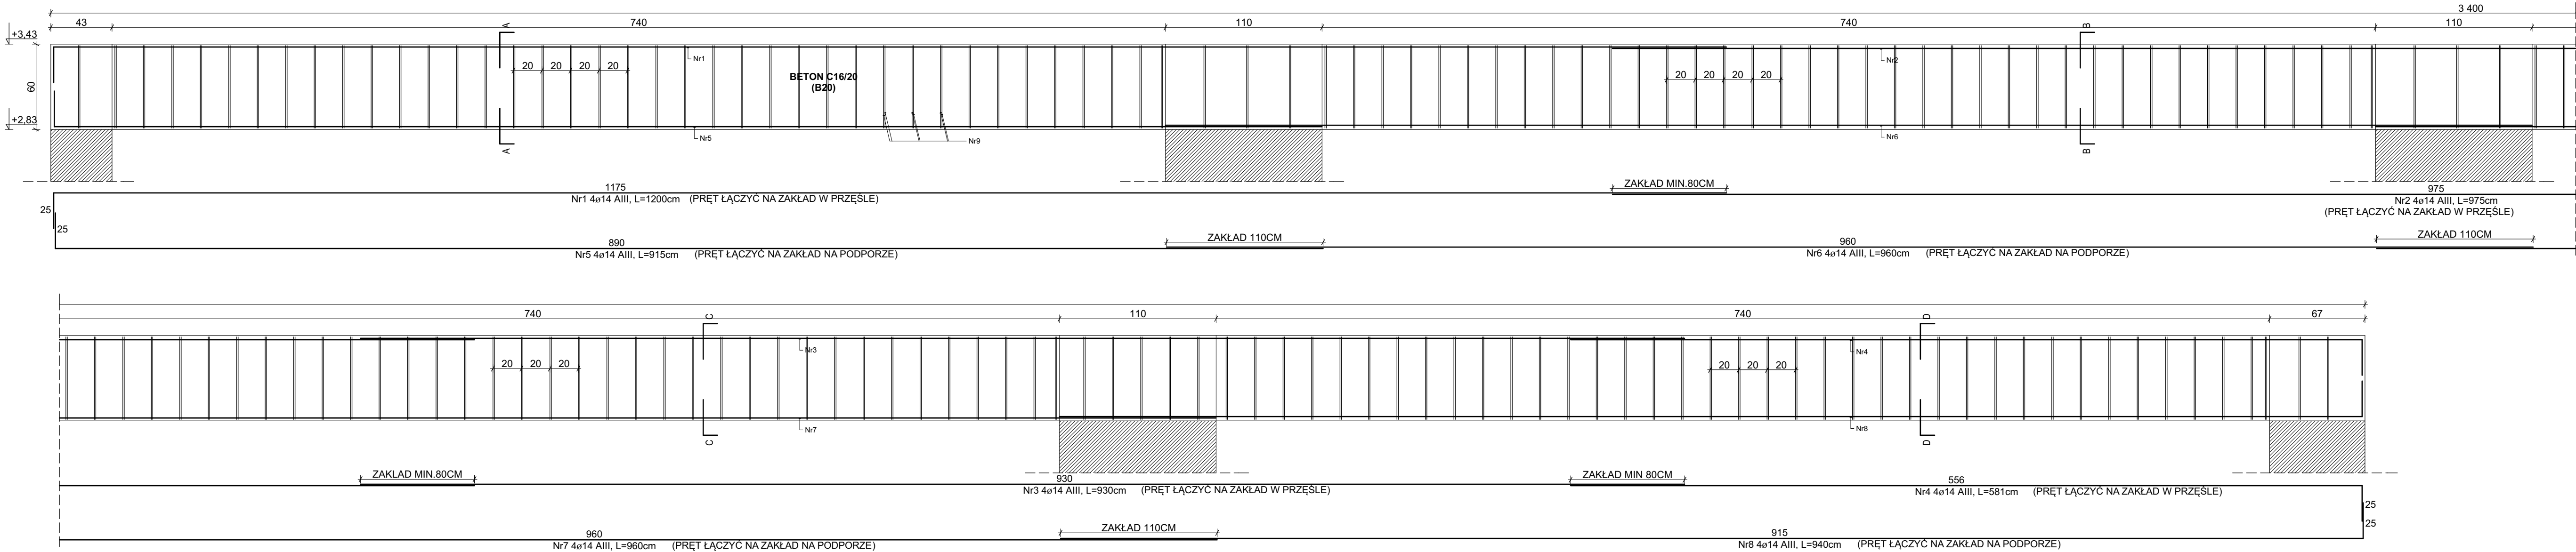 3 400
43 740 110 740 110
A B
+3,43
Nr1 Nr2
20 20 20 20 20 20 20 20
60
BETON C16/20
(B20)
+2,83
Nr5 Nr9 Nr6
A B
1175 ZAKŁAD MIN.80CM 975
Nr1 4ø14 AIII, L=1200cm (PRĘT ŁĄCZYĆ NA ZAKŁAD W PRZĘŚLE) Nr2 4ø14 AIII, L=975cm
(PRĘT ŁĄCZYĆ NA ZAKŁAD W PRZĘŚLE)
25
25
890 ZAKŁAD 110CM 960 ZAKŁAD 110CM
Nr5 4ø14 AIII, L=915cm (PRĘT ŁĄCZYĆ NA ZAKŁAD NA PODPORZE) Nr6 4ø14 AIII, L=960cm (PRĘT ŁĄCZYĆ NA ZAKŁAD NA PODPORZE)
740 110 740 67
C D
Nr3 Nr4
20 20 20 20 20 20
Nr7 Nr8
C D
ZAKLAD MIN.80CM 930 ZAKŁAD MIN 80CM 556
Nr3 4ø14 AIII, L=930cm (PRĘT ŁĄCZYĆ NA ZAKŁAD W PRZĘŚLE) Nr4 4ø14 AIII, L=581cm (PRĘT ŁĄCZYĆ NA ZAKŁAD W PRZĘŚLE)
25
25
960 ZAKŁAD 110CM 915
Nr7 4ø14 AIII, L=960cm (PRĘT ŁĄCZYĆ NA ZAKŁAD NA PODPORZE) Nr8 4ø14 AIII, L=940cm (PRĘT ŁĄCZYĆ NA ZAKŁAD NA PODPORZE)